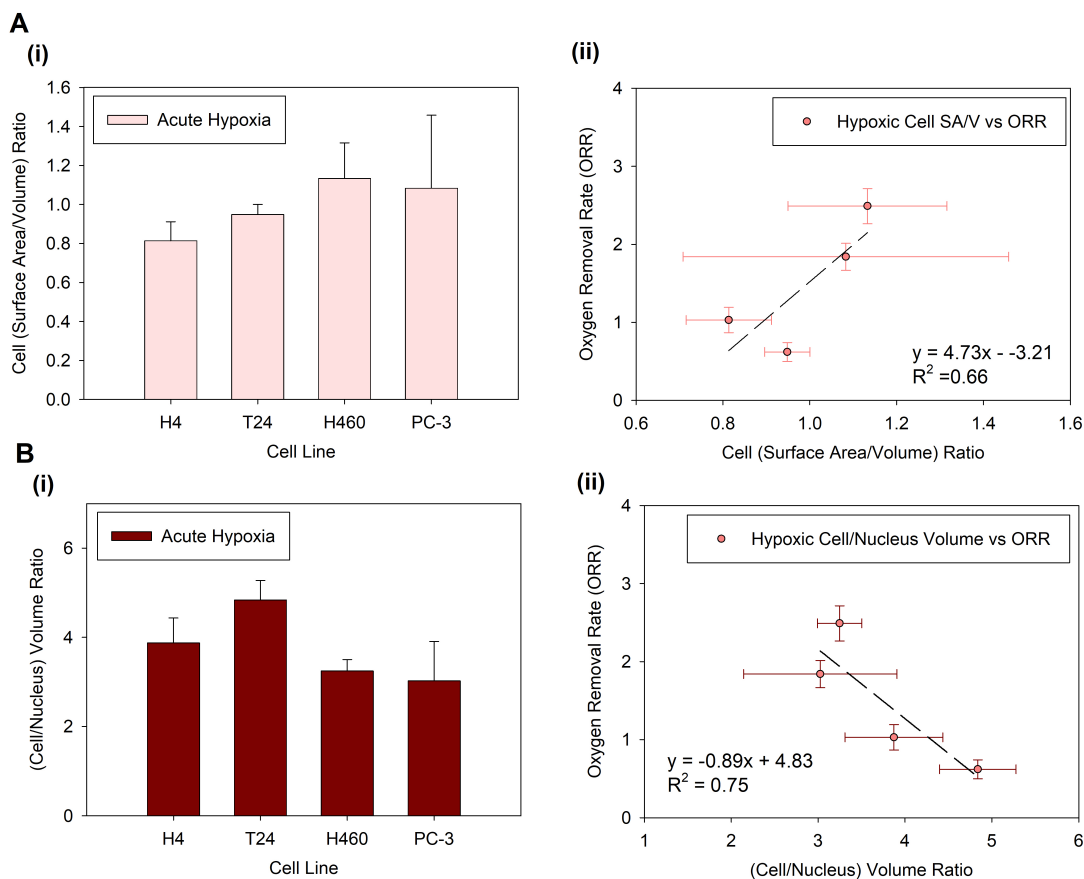 A
(i)
1.6
1.4
1.2
1.0
0.8
0.6
0.4
0.2
0.0
Cell (Surface Area/Volume) Ratio
Acute Hypoxia
H4 T24 H460 PC-3
Cell Line
(ii)
4
3
2
1
0
Oxygen Removal Rate (ORR)
Hypoxic Cell SA/V vs ORR
y = 4.73x - -3.21
R² =0.66
0.6 0.8 1.0 1.2 1.4 1.6
Cell (Surface Area/Volume) Ratio
B
(i)
6
4
2
0
(Cell/Nucleus) Volume Ratio
Acute Hypoxia
H4 T24 H460 PC-3
Cell Line
(ii)
4
3
2
1
0
Oxygen Removal Rate (ORR)
Hypoxic Cell/Nucleus Volume vs ORR
y = -0.89x + 4.83
R² = 0.75
1 2 3 4 5 6
(Cell/Nucleus) Volume Ratio